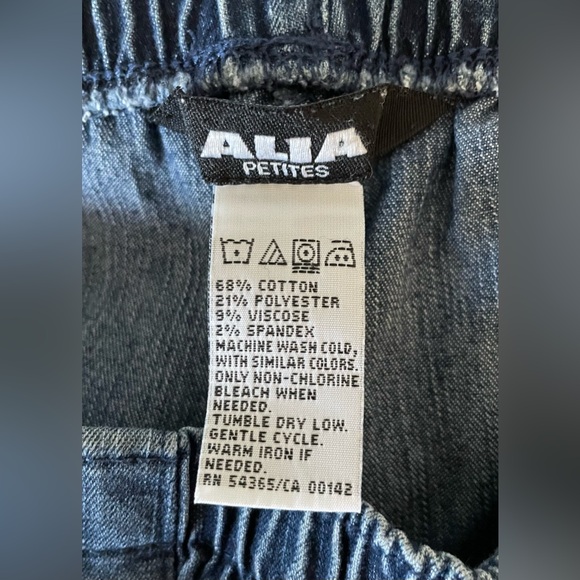 ALIA
PETITES
68% COTTON
21% POLYESTER
9% VISCOSE
2% SPANDEX
MACHINE WASH COLD,
WITH SIMILAR COLORS.
ONLY NON-CHLORINE
BLEACH WHEN
NEEDED.
TUMBLE DRY LOW.
GENTLE CYCLE.
WARM IRON IF
NEEDED.
RN 54365/CA 00142